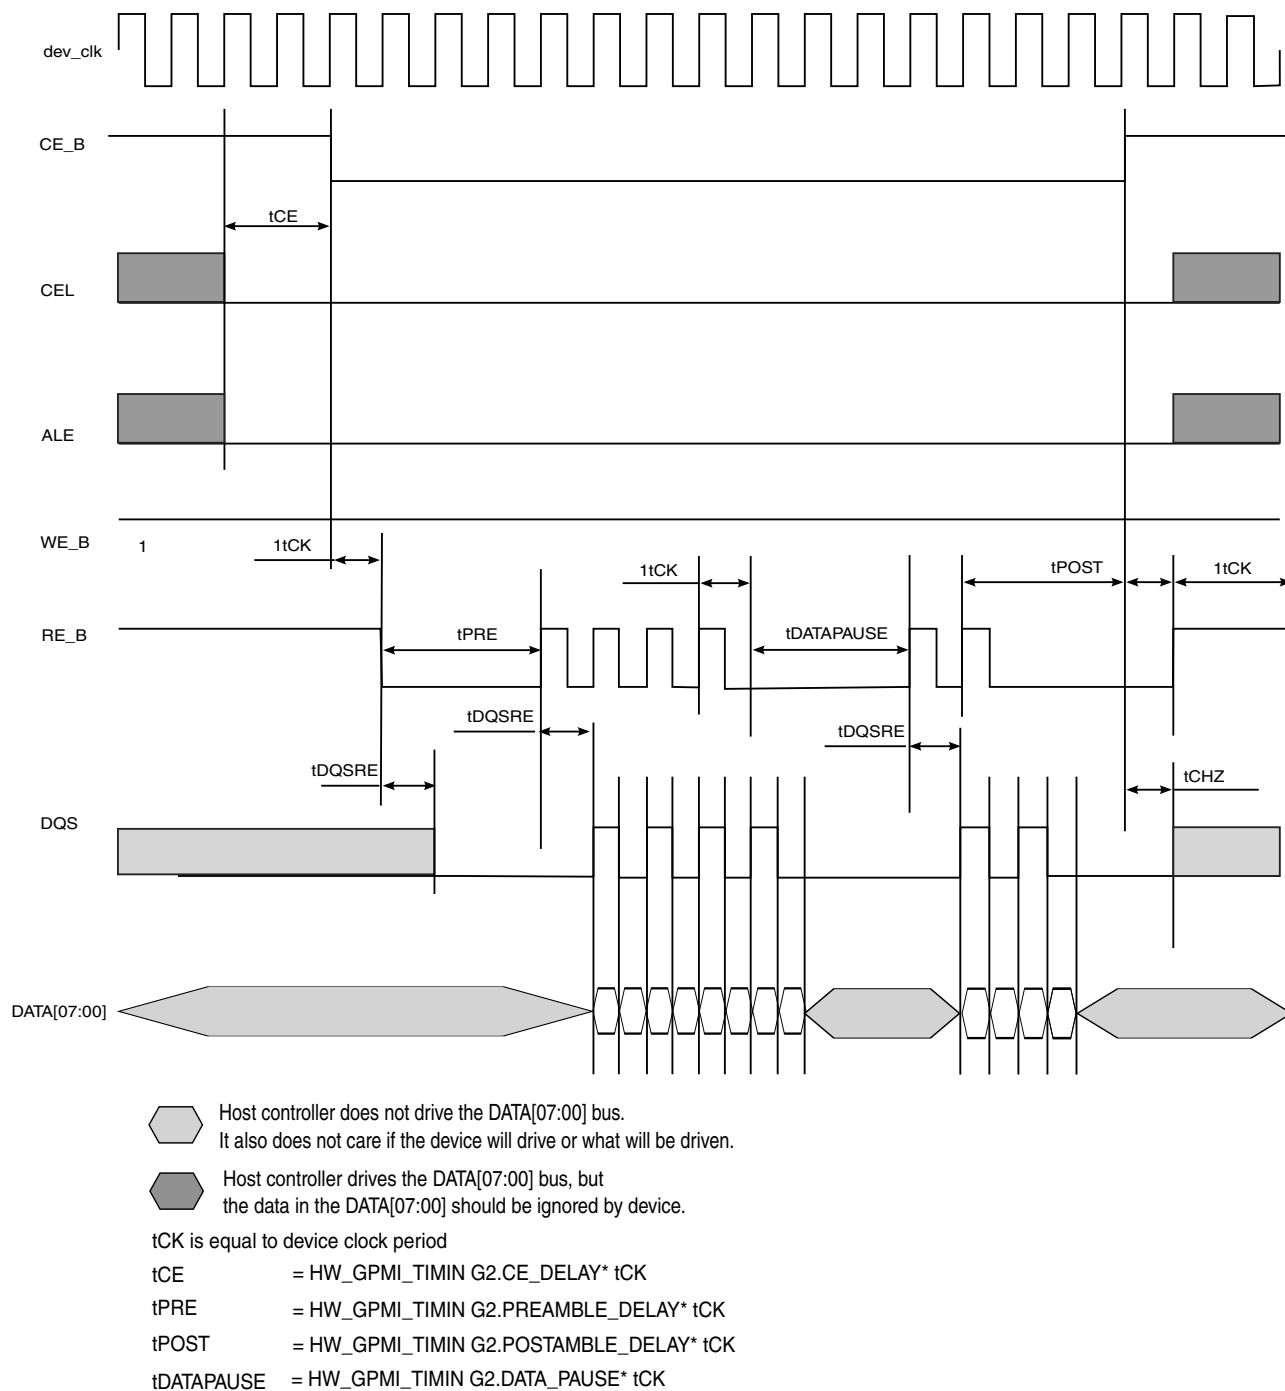 dev_clk
CE_B
tCE
CEL
ALE
WE_B
1
1tCK
1tCK
tPOST
1tCK
RE_B
tPRE
tDATAPAUSE
tDQSRE
tDQSRE
tDQSRE
tCHZ
DQS
DATA[07:00]
Host controller does not drive the DATA[07:00] bus.
It also does not care if the device will drive or what will be driven.
Host controller drives the DATA[07:00] bus, but
the data in the DATA[07:00] should be ignored by device.
tCK is equal to device clock period
tCE = HW_GPMI_TIMIN G2.CE_DELAY* tCK
tPRE = HW_GPMI_TIMIN G2.PREAMBLE_DELAY* tCK
tPOST = HW_GPMI_TIMIN G2.POSTAMBLE_DELAY* tCK
tDATAPAUSE = HW_GPMI_TIMIN G2.DATA_PAUSE* tCK